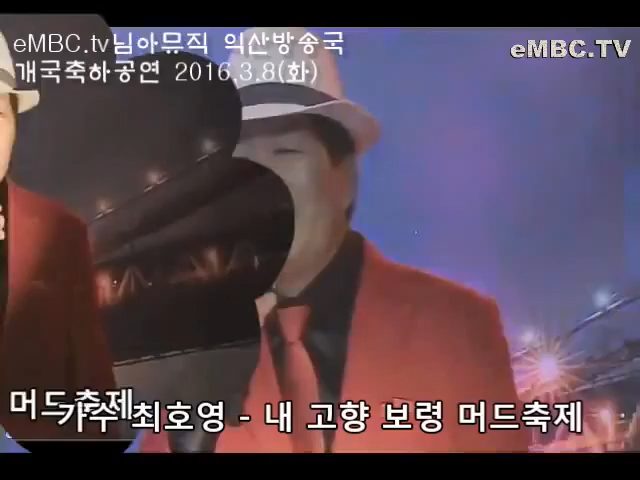 eMBC.tv님아뮤직 익산방송국
eMBC.TV
개국축하공연 2016.3.8(화)
머드축제
가수 최호영 - 내 고향 보령 머드축제